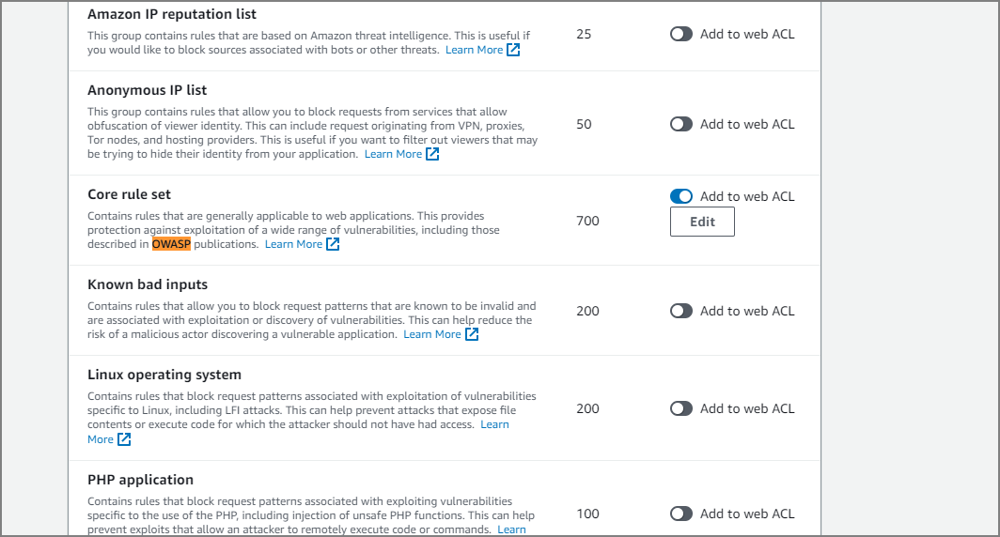 Amazon IP reputation list
This group contains rules that are based on Amazon threat intelligence. This is useful if
you would like to block sources associated with bots or other threats. Learn More
25
Add to web ACL
Anonymous IP list
This group contains rules that allow you to block requests from services that allow
obfuscation of viewer identity. This can include request originating from VPN, proxies,
Tor nodes, and hosting providers. This is useful if you want to filter out viewers that may
be trying to hide their identity from your application. Learn More
50
Add to web ACL
Core rule set
Contains rules that are generally applicable to web applications. This provides
protection against exploitation of a wide range of vulnerabilities, including those
described in OWASP publications. Learn More
700
Add to web ACL
Edit
Known bad inputs
Contains rules that allow you to block request patterns that are known to be invalid and
are associated with exploitation or discovery of vulnerabilities. This can help reduce the
risk of a malicious actor discovering a vulnerable application. Learn More
200
Add to web ACL
Linux operating system
Contains rules that block request patterns associated with exploitation of vulnerabilities
specific to Linux, including LFI attacks. This can help prevent attacks that expose file
contents or execute code for which the attacker should not have had access. Learn
More
200
Add to web ACL
PHP application
Contains rules that block request patterns associated with exploiting vulnerabilities
specific to the use of the PHP, including injection of unsafe PHP functions. This can help
prevent exploits that allow an attacker to remotely execute code or commands. Learn
100
Add to web ACL